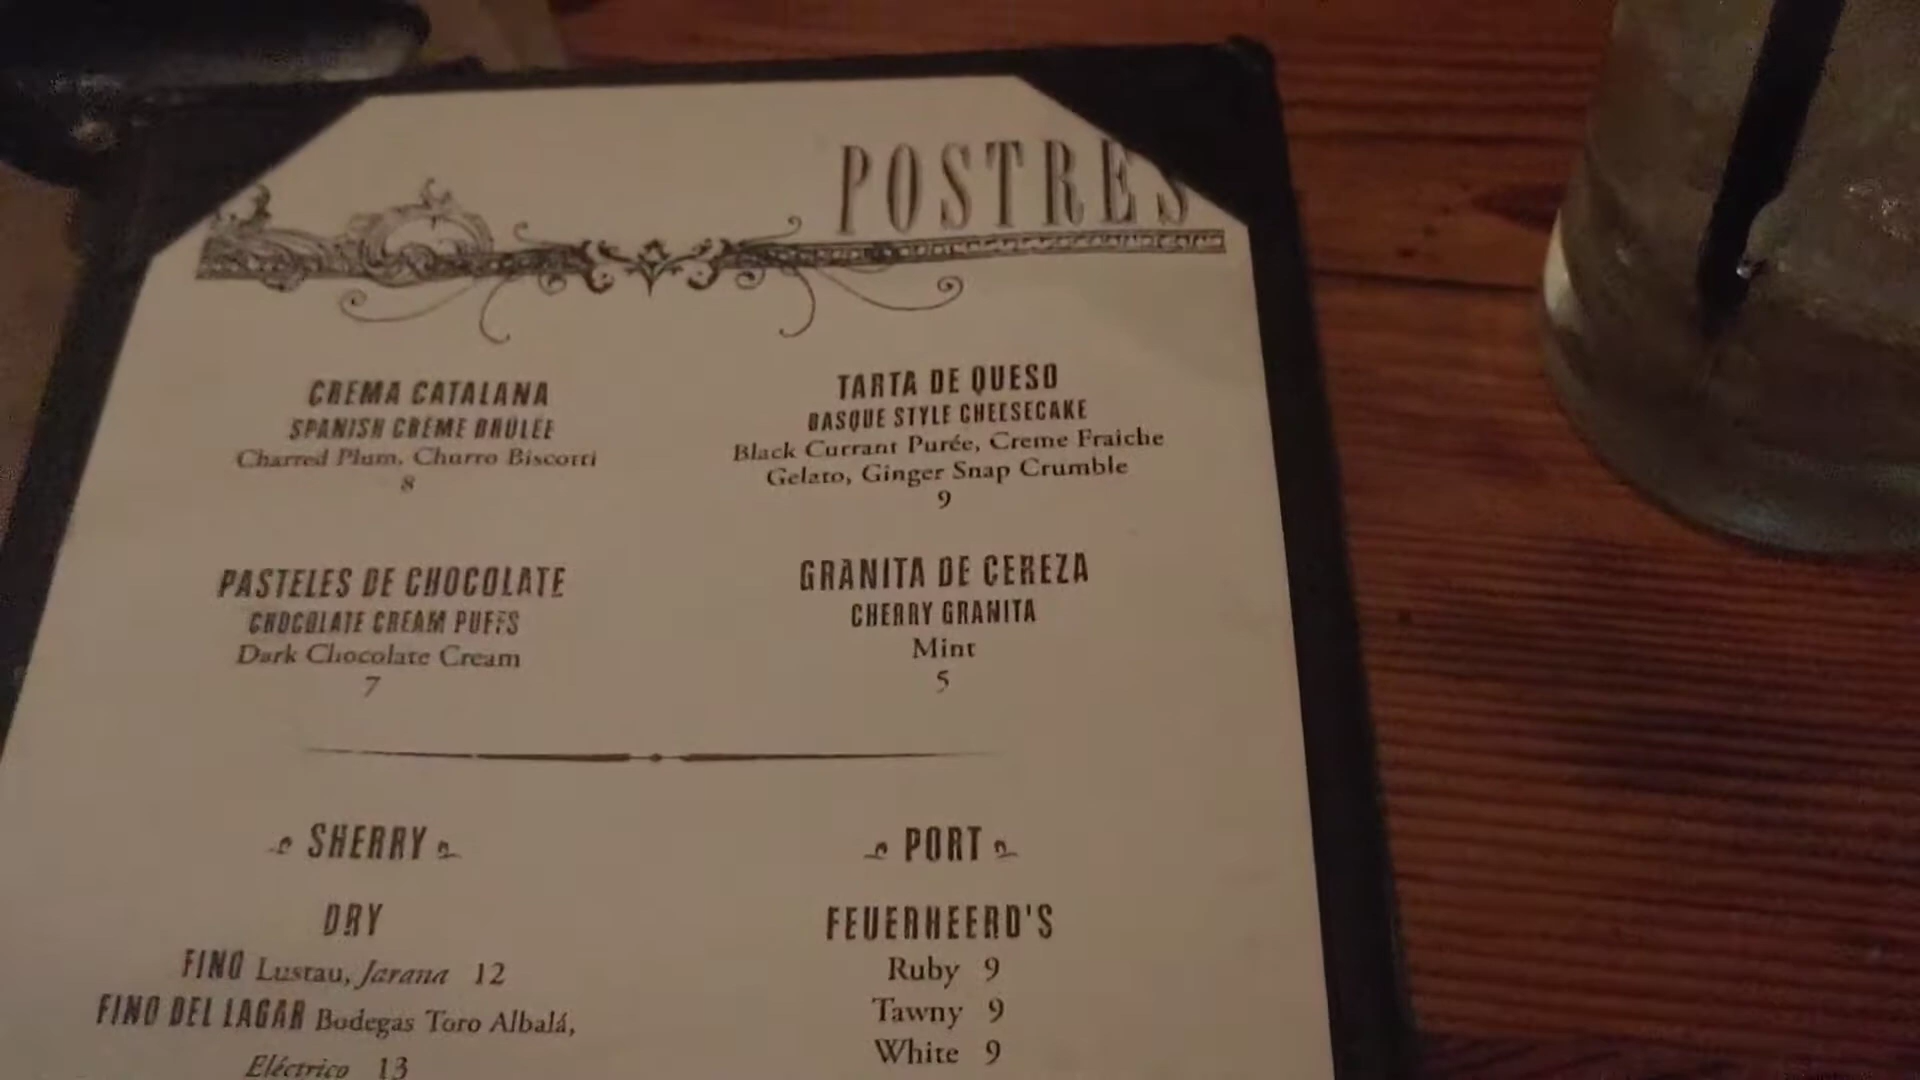 POSTRES
CREMA CATALANA
SPANISH CRÈME BRÛLÉE
Charred Plum, Churro Biscotti
8
TARTA DE QUESO
BASQUE STYLE CHEESECAKE
Black Currant Purée, Creme Fraiche
Gelato, Ginger Snap Crumble
9
PASTELES DE CHOCOLATE
CHOCOLATE CREAM PUFFS
Dark Chocolate Cream
7
GRANITA DE CEREZA
CHERRY GRANITA
Mint
5
SHERRY
DRY
FINO Lustau, Jarana 12
FINO DEL LAGAR Bodegas Toro Albalá,
Eléctrico 13
PORT
FEUERHEERD'S
Ruby 9
Tawny 9
White 9